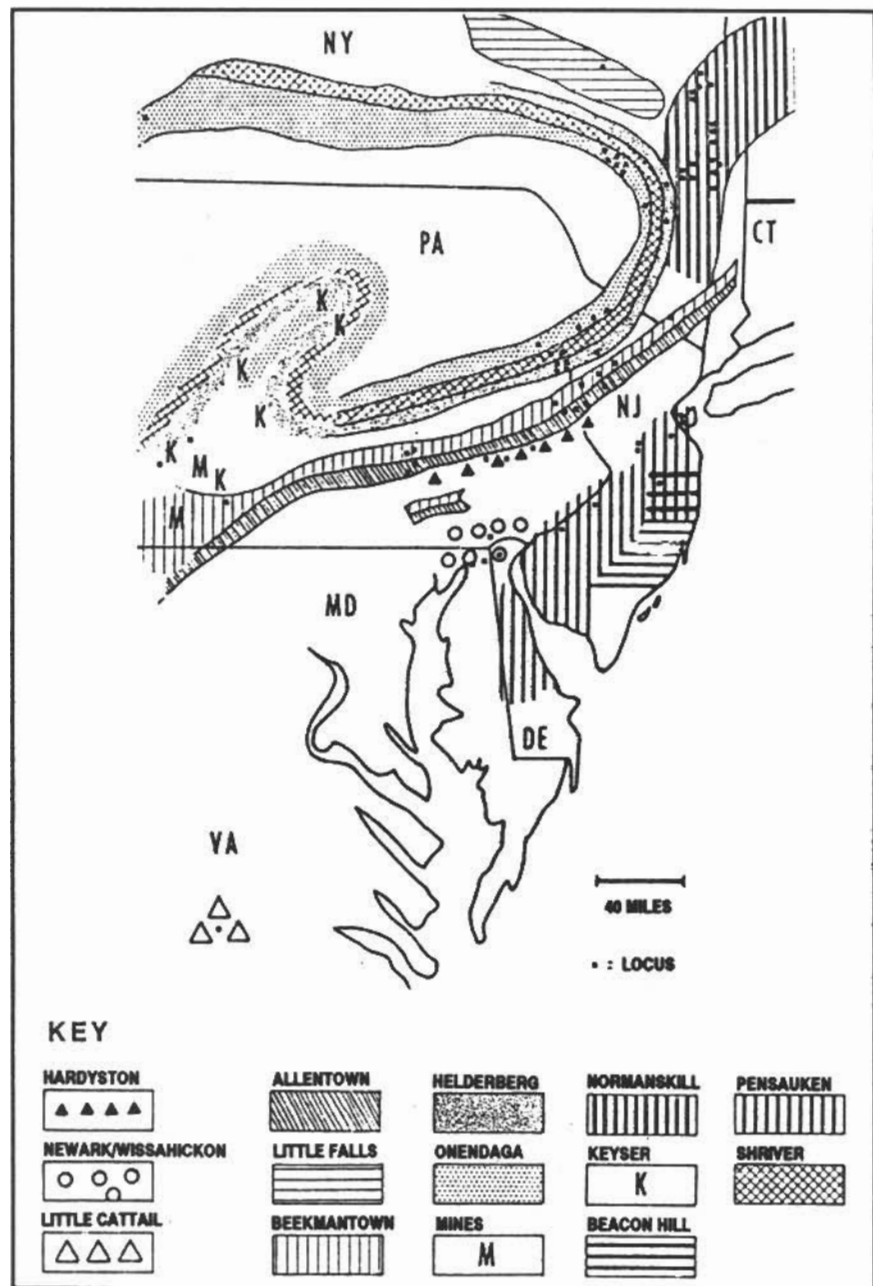 NY
PA
CT
K
K
K
K
NJ
K
M
K
M
MD
DE
VA
40 MILES
• = LOCUS
KEY
HARDYSTON
ALLENTOWN
HELDERBERG
NORMANSKILL
PENSAUKEN
NEWARK/WISSAHICKON
LITTLE FALLS
ONENDAGA
KEYSER
K
SHRIVER
LITTLE CATTAIL
BEEKMANTOWN
MINES
M
BEACON HILL